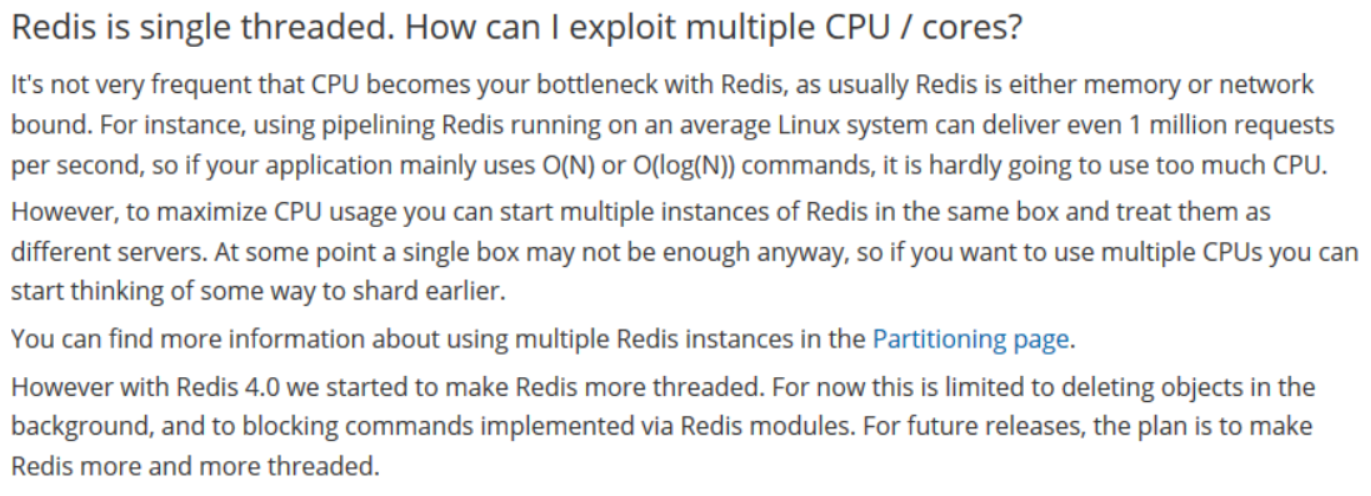 Redis is single threaded. How can I exploit multiple CPU / cores?
It's not very frequent that CPU becomes your bottleneck with Redis, as usually Redis is either memory or network
bound. For instance, using pipelining Redis running on an average Linux system can deliver even 1 million requests
per second, so if your application mainly uses O(N) or O(log(N)) commands, it is hardly going to use too much CPU.
However, to maximize CPU usage you can start multiple instances of Redis in the same box and treat them as
different servers. At some point a single box may not be enough anyway, so if you want to use multiple CPUs you can
start thinking of some way to shard earlier.
You can find more information about using multiple Redis instances in the Partitioning page.
However with Redis 4.0 we started to make Redis more threaded. For now this is limited to deleting objects in the
background, and to blocking commands implemented via Redis modules. For future releases, the plan is to make
Redis more and more threaded.